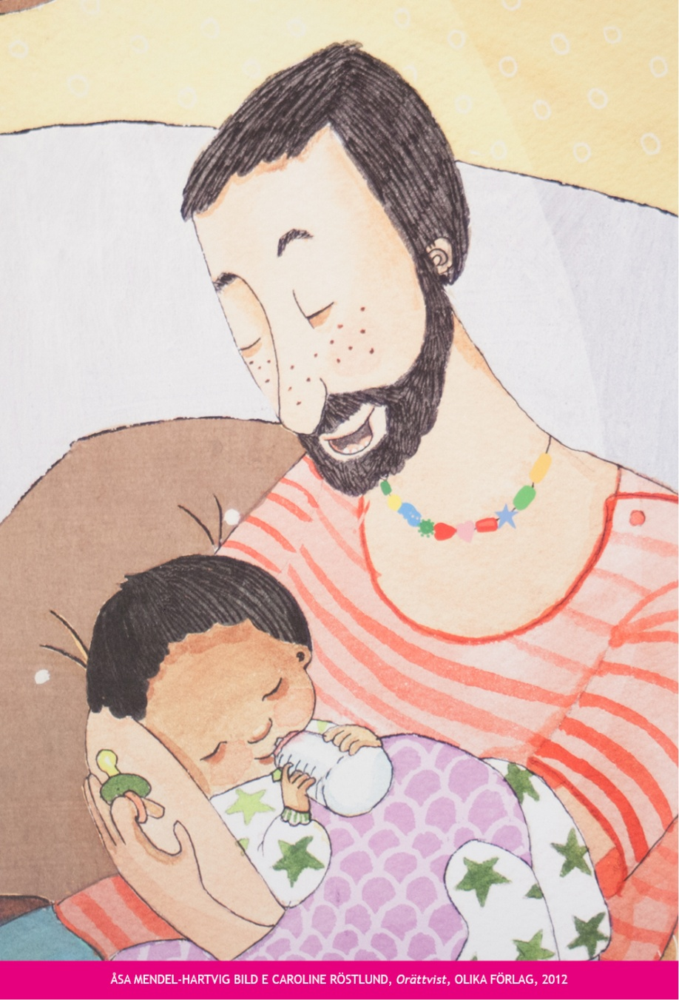 ÅSA MENDEL-HARTVIG BILD E CAROLINE RÖSTLUND, Orättvist, OLIKA FÖRLAG, 2012